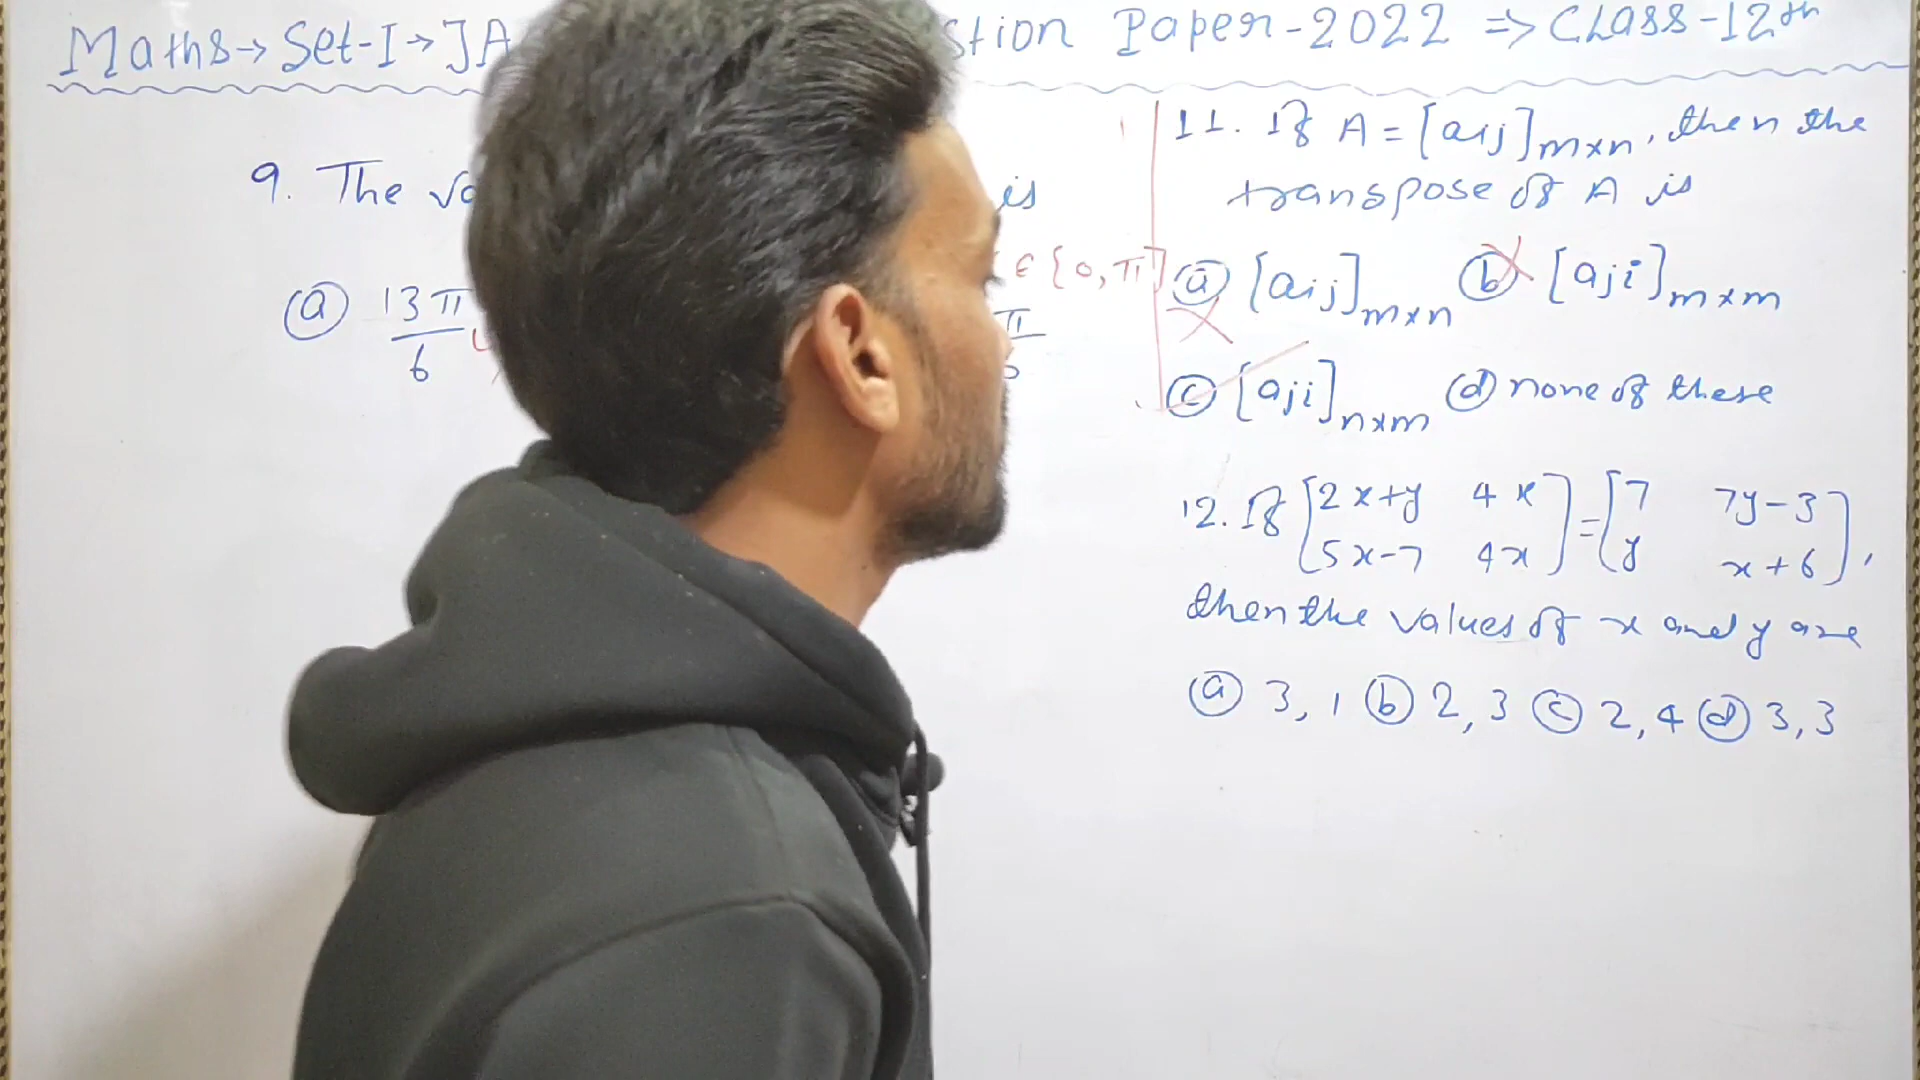 Maths → Set-I → JA stion Paper-2022 ⇒ Class-12th
9. The va is
∈ {0, π]
ⓐ 13π/6 π
11. If A = [aij]m×n, then the
transpose of A is
ⓐ [aij]m×n ⓑ [aji]m×m
ⓒ [aji]n×m ⓓ none of these
12. If [2x+y 4x] = [7 7y-3]
[5x-7 4x] [y x+6],
then the values of x and y are
ⓐ 3, 1 ⓑ 2, 3 ⓒ 2, 4 ⓓ 3, 3